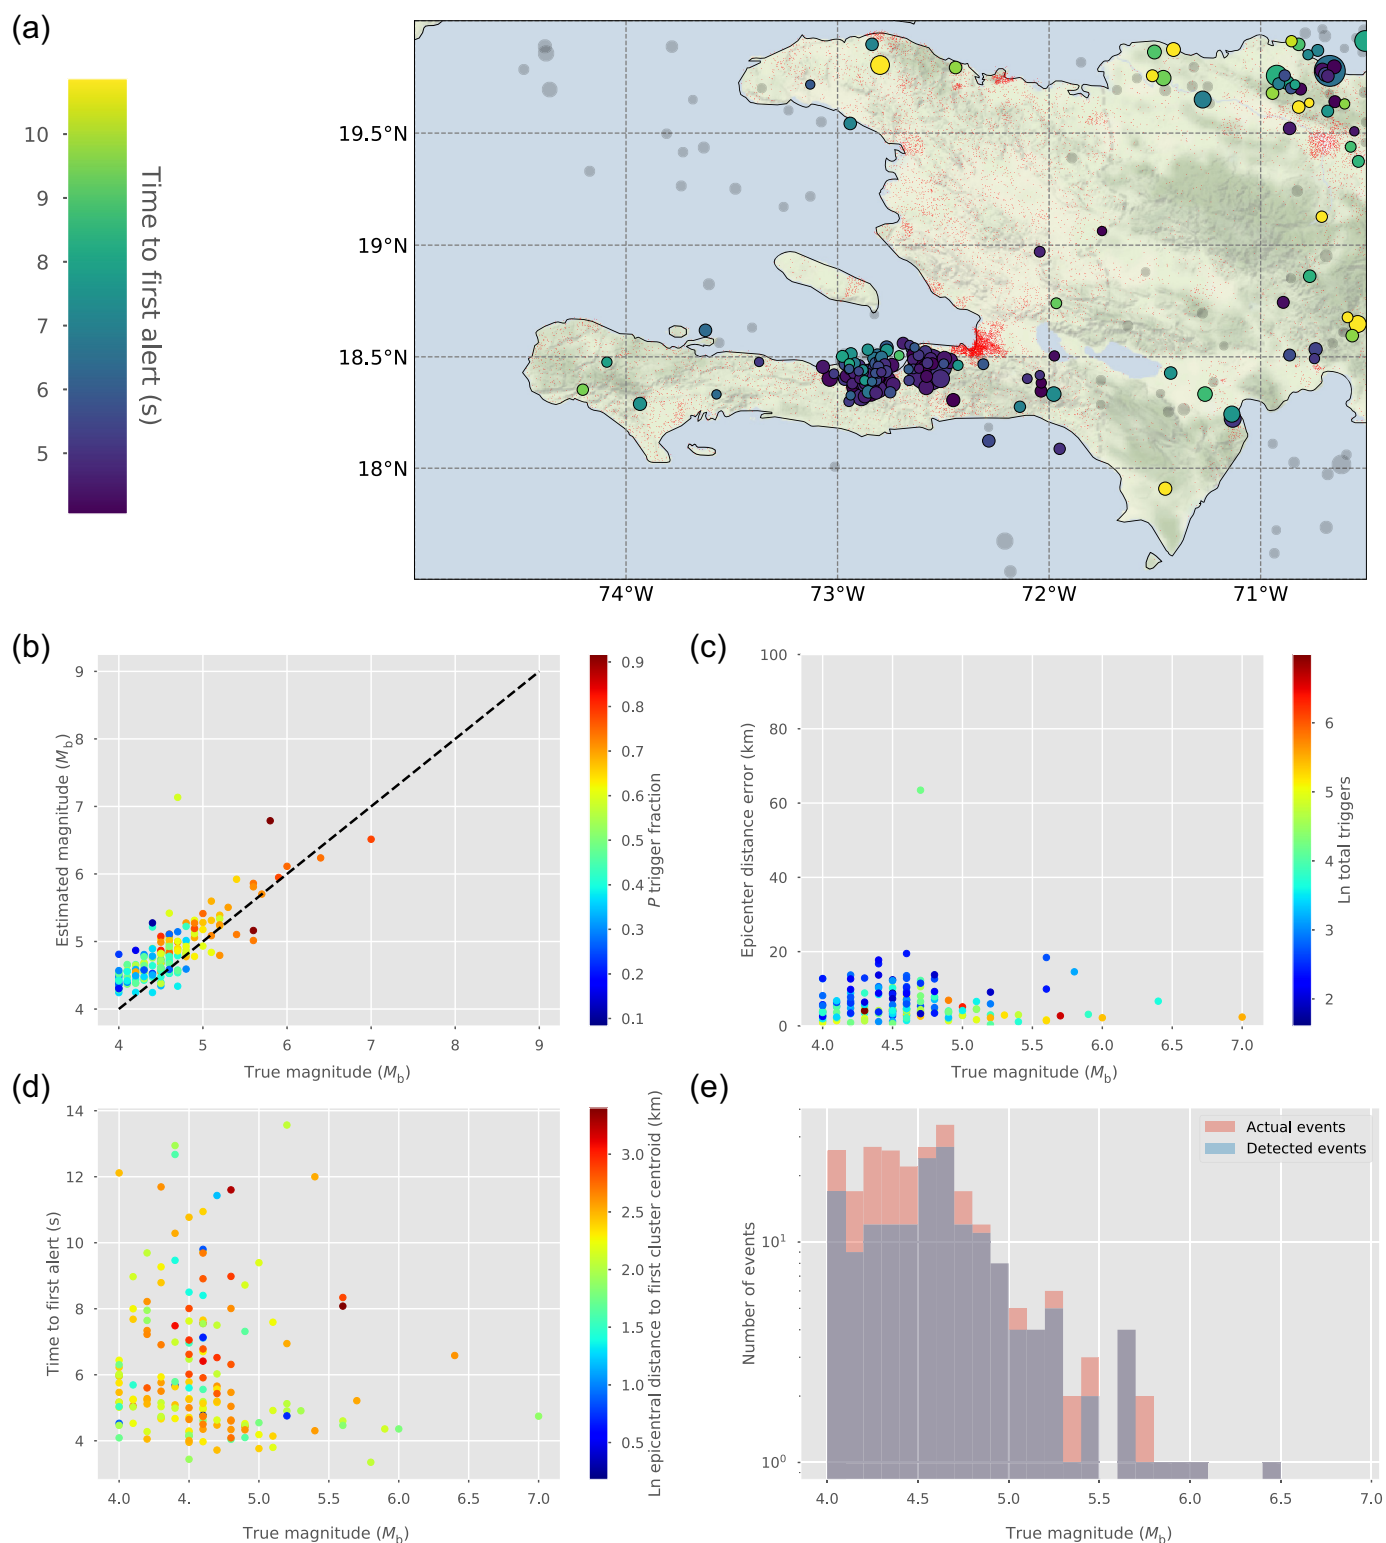 (a)
10
9
8
7
6
5
Time to first alert (s)
19.5°N
19°N
18.5°N
18°N
74°W
73°W
72°W
71°W
(b)
9
8
7
6
5
4
Estimated magnitude (Mb)
4
5
6
7
8
9
True magnitude (Mb)
0.9
0.8
0.7
0.6
0.5
0.4
0.3
0.2
0.1
P trigger fraction
(c)
100
80
60
40
20
0
Epicenter distance error (km)
4.0
4.5
5.0
5.5
6.0
6.5
7.0
True magnitude (Mb)
6
5
4
3
2
Ln total triggers
(d)
14
12
10
8
6
4
Time to first alert (s)
4.0
4.
5.0
5.5
6.0
6.5
7.0
True magnitude (Mb)
3.0
2.5
2.0
1.5
1.0
0.5
Ln epicentral distance to first cluster centroid (km)
(e)
Actual events
Detected events
10¹
10⁰
Number of events
4.0
4.5
5.0
5.5
6.0
6.5
7.0
True magnitude (Mb)